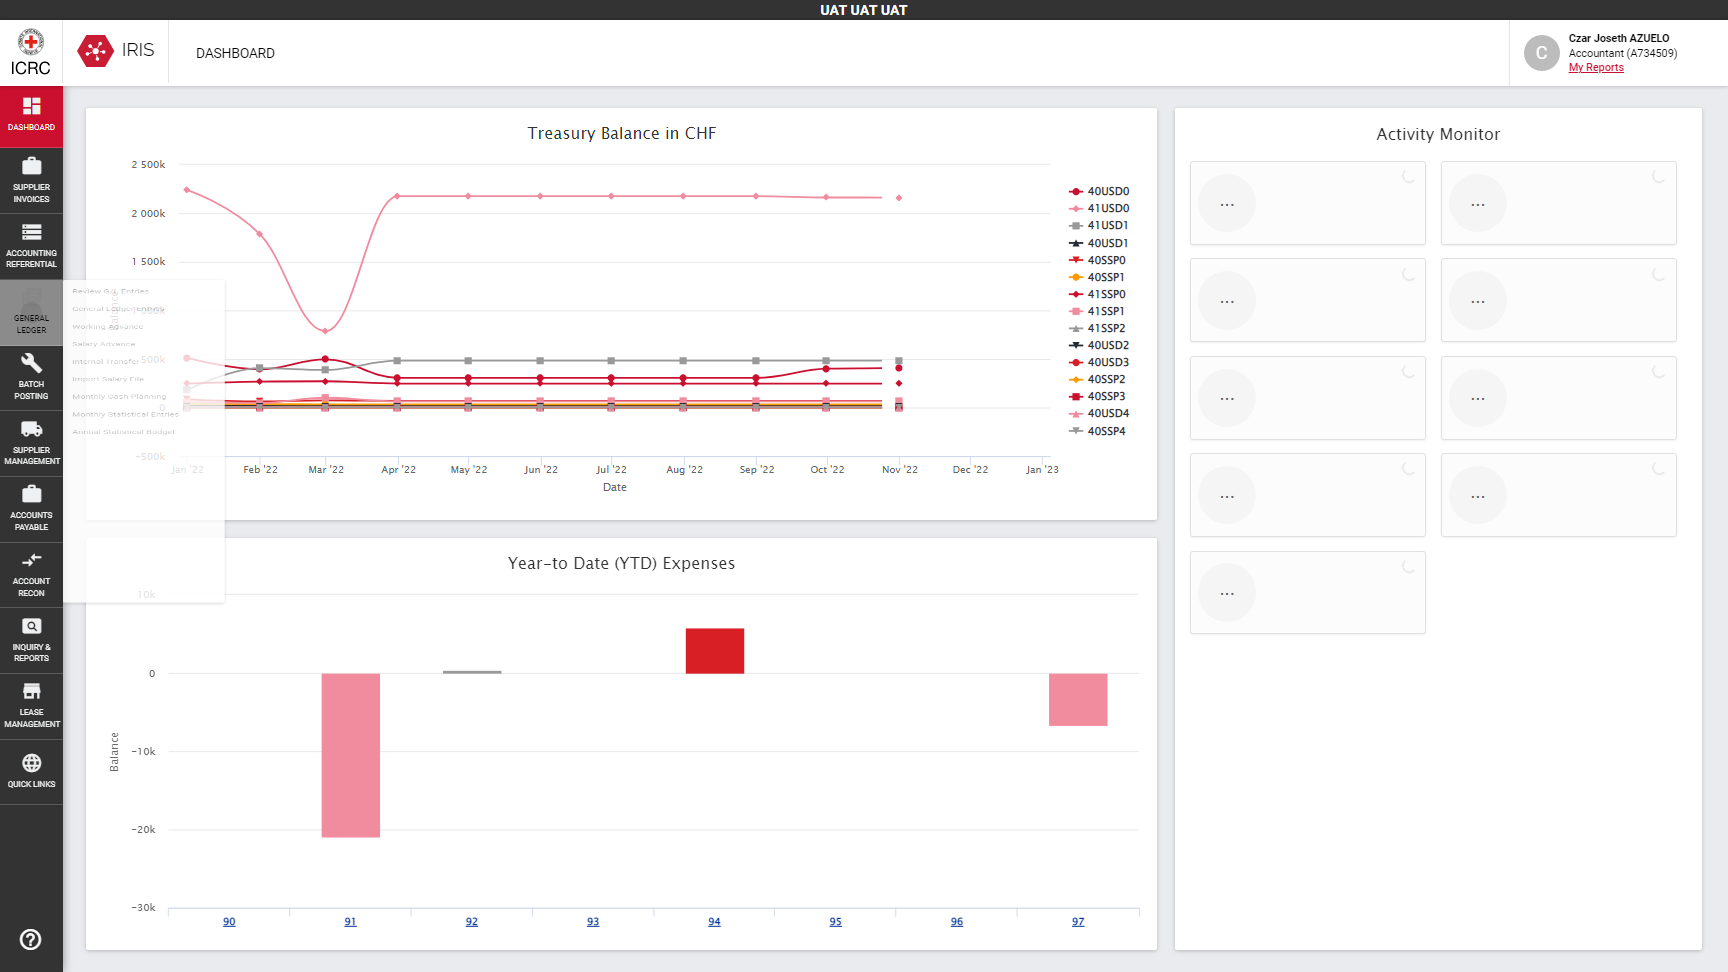 UAT UAT UAT
ICRC
IRIS
DASHBOARD
Czar Joseth AZUELO
Accountant (A734509)
My Reports
C
DASHBOARD
SUPPLIER
INVOICES
ACCOUNTING
REFERENTIAL
GENERAL
LEDGER
BATCH
POSTING
SUPPLIER
MANAGEMENT
ACCOUNTS
PAYABLE
ACCOUNT
RECON
INQUIRY &
REPORTS
LEASE
MANAGEMENT
QUICK LINKS
Review G.L. Entries
General Ledger Entries
Working Advance
Salary Advance
Internal Transfer
Import Salary File
Monthly Cash Planning
Monthly Statistical Entries
Annual Statistical Budget
Treasury Balance in CHF
2 500k
2 000k
1 500k
500k
0
-500k
Balance
Jan '22
Feb '22
Mar '22
Apr '22
May '22
Jun '22
Jul '22
Aug '22
Sep '22
Oct '22
Nov '22
Dec '22
Jan '23
Date
40USD0
41USD0
41USD1
40USD1
40SSP0
40SSP1
41SSP0
41SSP1
41SSP2
40USD2
40USD3
40SSP2
40SSP3
40USD4
40SSP4
Year-to Date (YTD) Expenses
10k
0
-10k
-20k
-30k
Balance
90
91
92
93
94
95
96
97
Activity Monitor
...
...
...
...
...
...
...
...
...